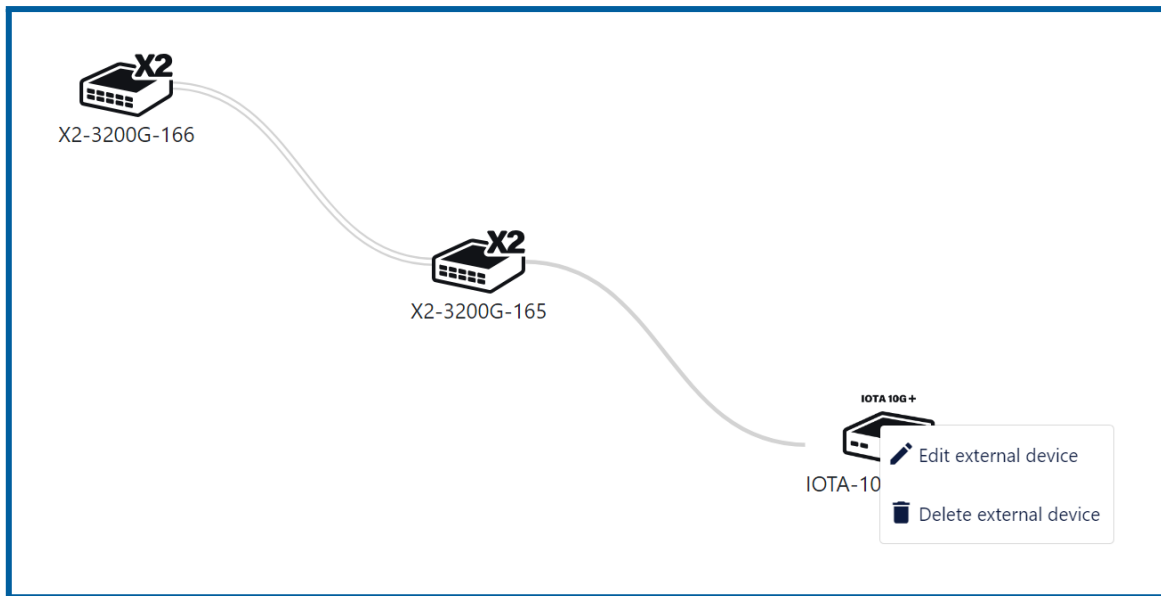 X2
X2-3200G-166
X2
X2-3200G-165
IOTA 10G +
IOTA-10
Edit external device
Delete external device